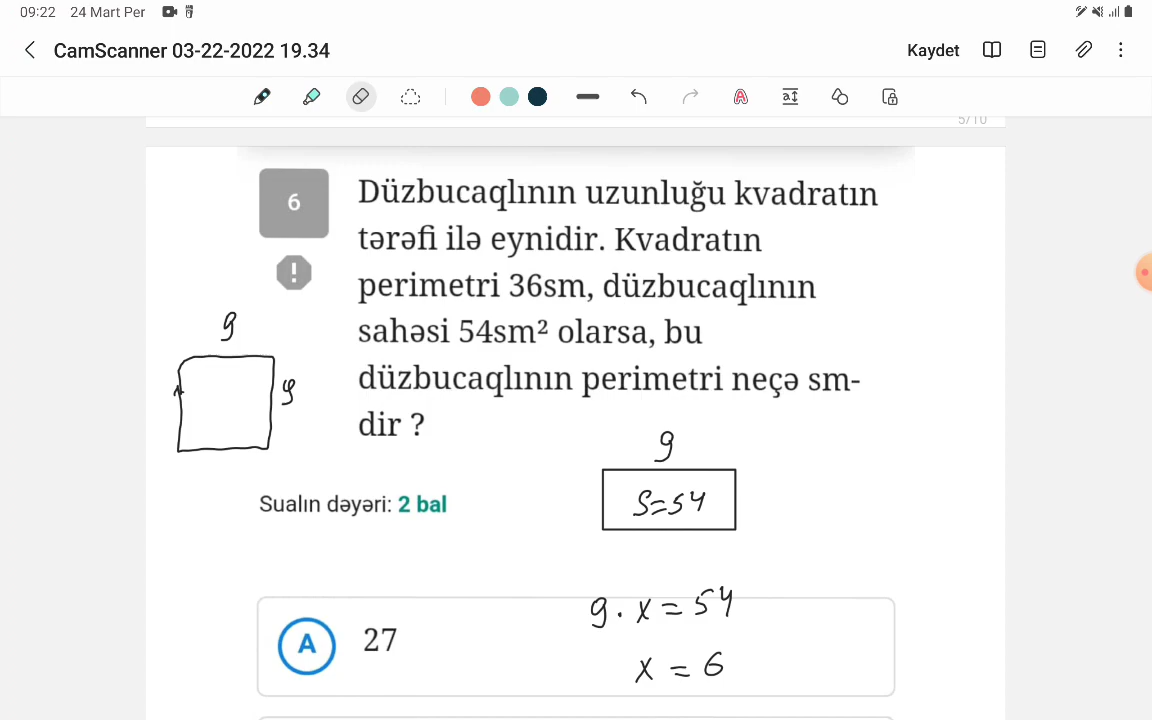 09:22 24 Mart Per
CamScanner 03-22-2022 19.34
Kaydet
5/10
6
Düzbucaqlının uzunluğu kvadratın
tərəfi ilə eynidir. Kvadratın
perimetri 36sm, düzbucaqlının
sahəsi 54sm² olarsa, bu
düzbucaqlının perimetri neçə sm-
dir ?
9
9
9
S=54
Sualın dəyəri: 2 bal
9 . x = 54
A 27
x = 6